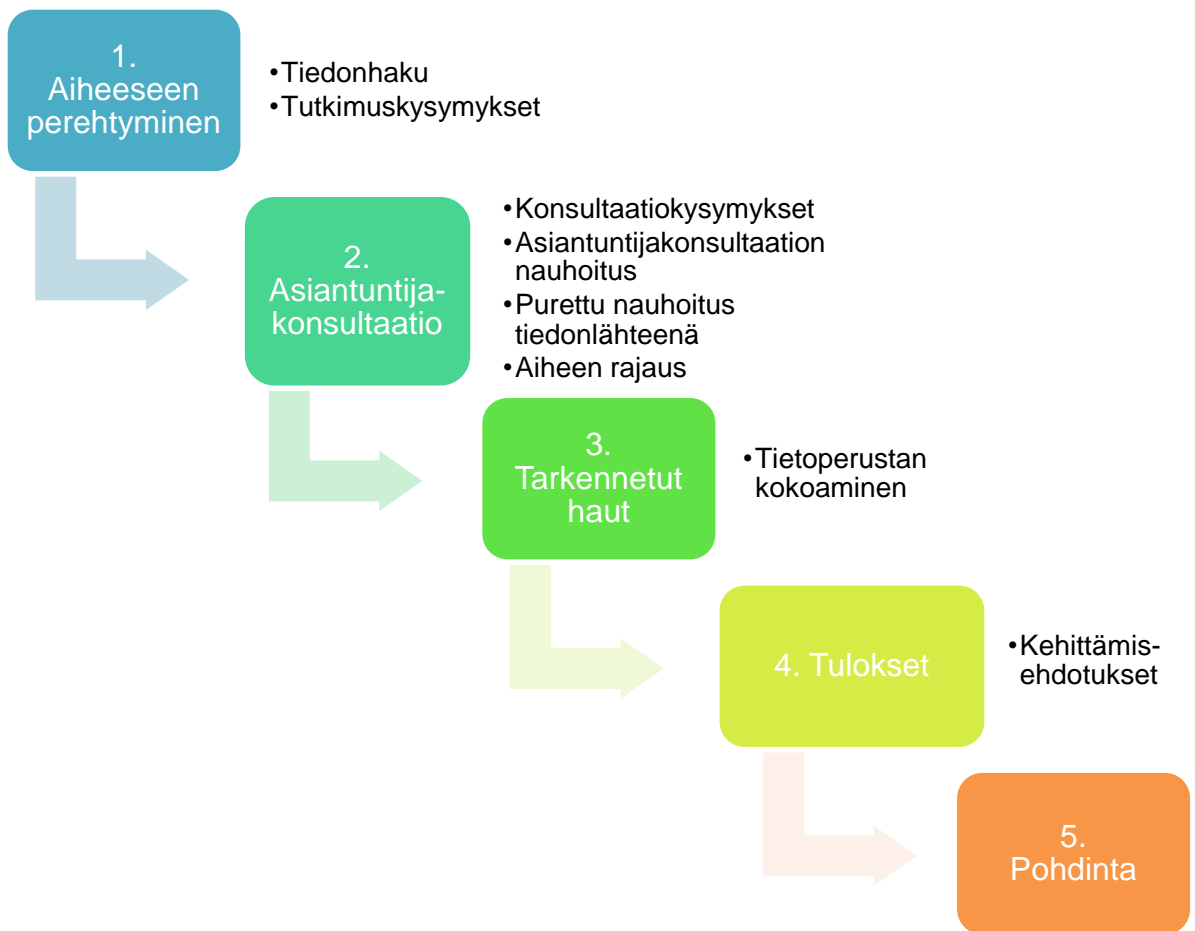 1.
Aiheeseen
perehtyminen
•Tiedonhaku
•Tutkimuskysymykset
2.
Asiantuntija-
konsultaatio
•Konsultaatiokysymykset
•Asiantuntijakonsultaation
nauhoitus
•Purettu nauhoitus
tiedonlähteenä
•Aiheen rajaus
3.
Tarkennetut
haut
•Tietoperustan
kokoaminen
4. Tulokset
•Kehittämis-
ehdotukset
5.
Pohdinta